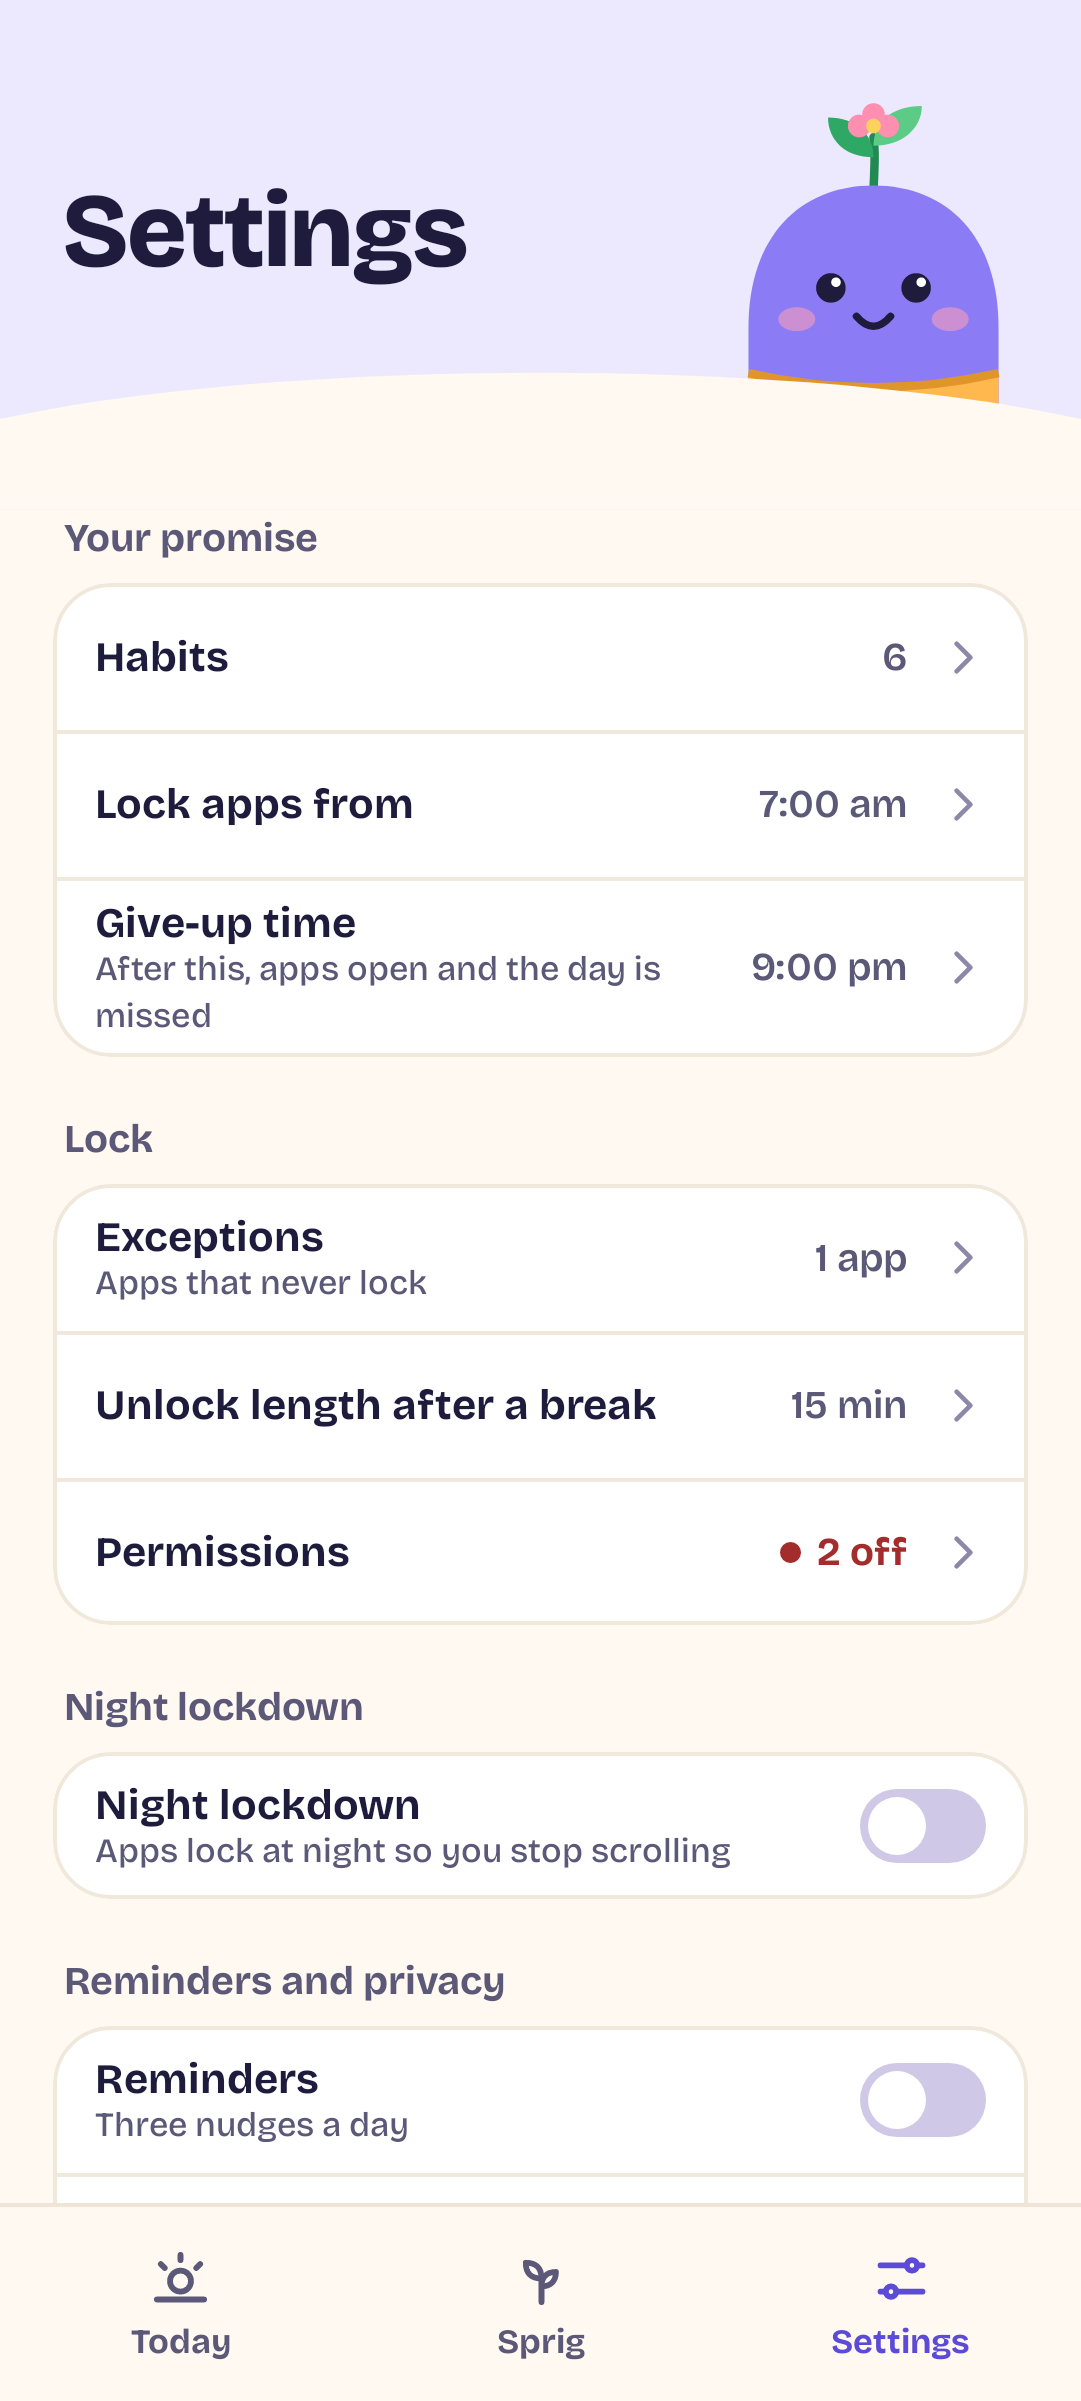 Settings
Your promise
Habits
6
Lock apps from
7:00 am
Give-up time
After this, apps open and the day is
missed
9:00 pm
Lock
Exceptions
Apps that never lock
1 app
Unlock length after a break
15 min
Permissions
2 off
Night lockdown
Night lockdown
Apps lock at night so you stop scrolling
Reminders and privacy
Reminders
Three nudges a day
Today
Sprig
Settings